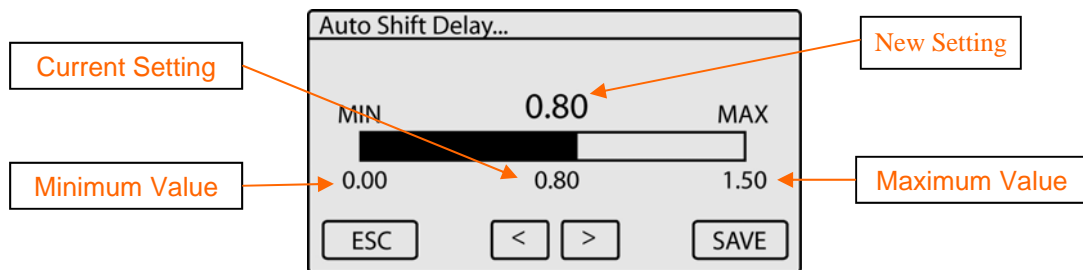 Auto Shift Delay...
New Setting
Current Setting
MIN 0.80 MAX
Minimum Value 0.00 0.80 1.50 Maximum Value
ESC < > SAVE